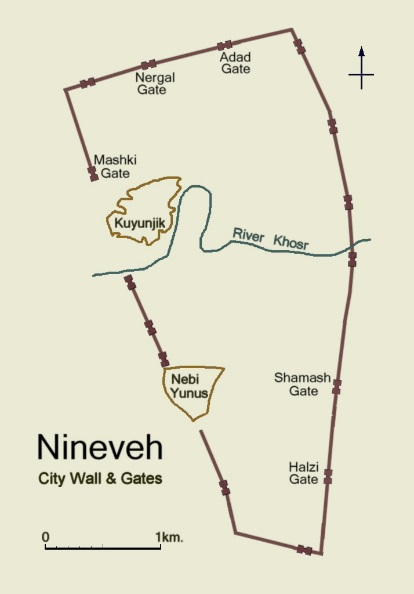 Adad
Gate
Nergal
Gate
Mashki
Gate
Kuyunjik
River Khosr
Nebi
Yunus
Shamash
Gate
Halzi
Gate
Nineveh
City Wall & Gates
0 1km.